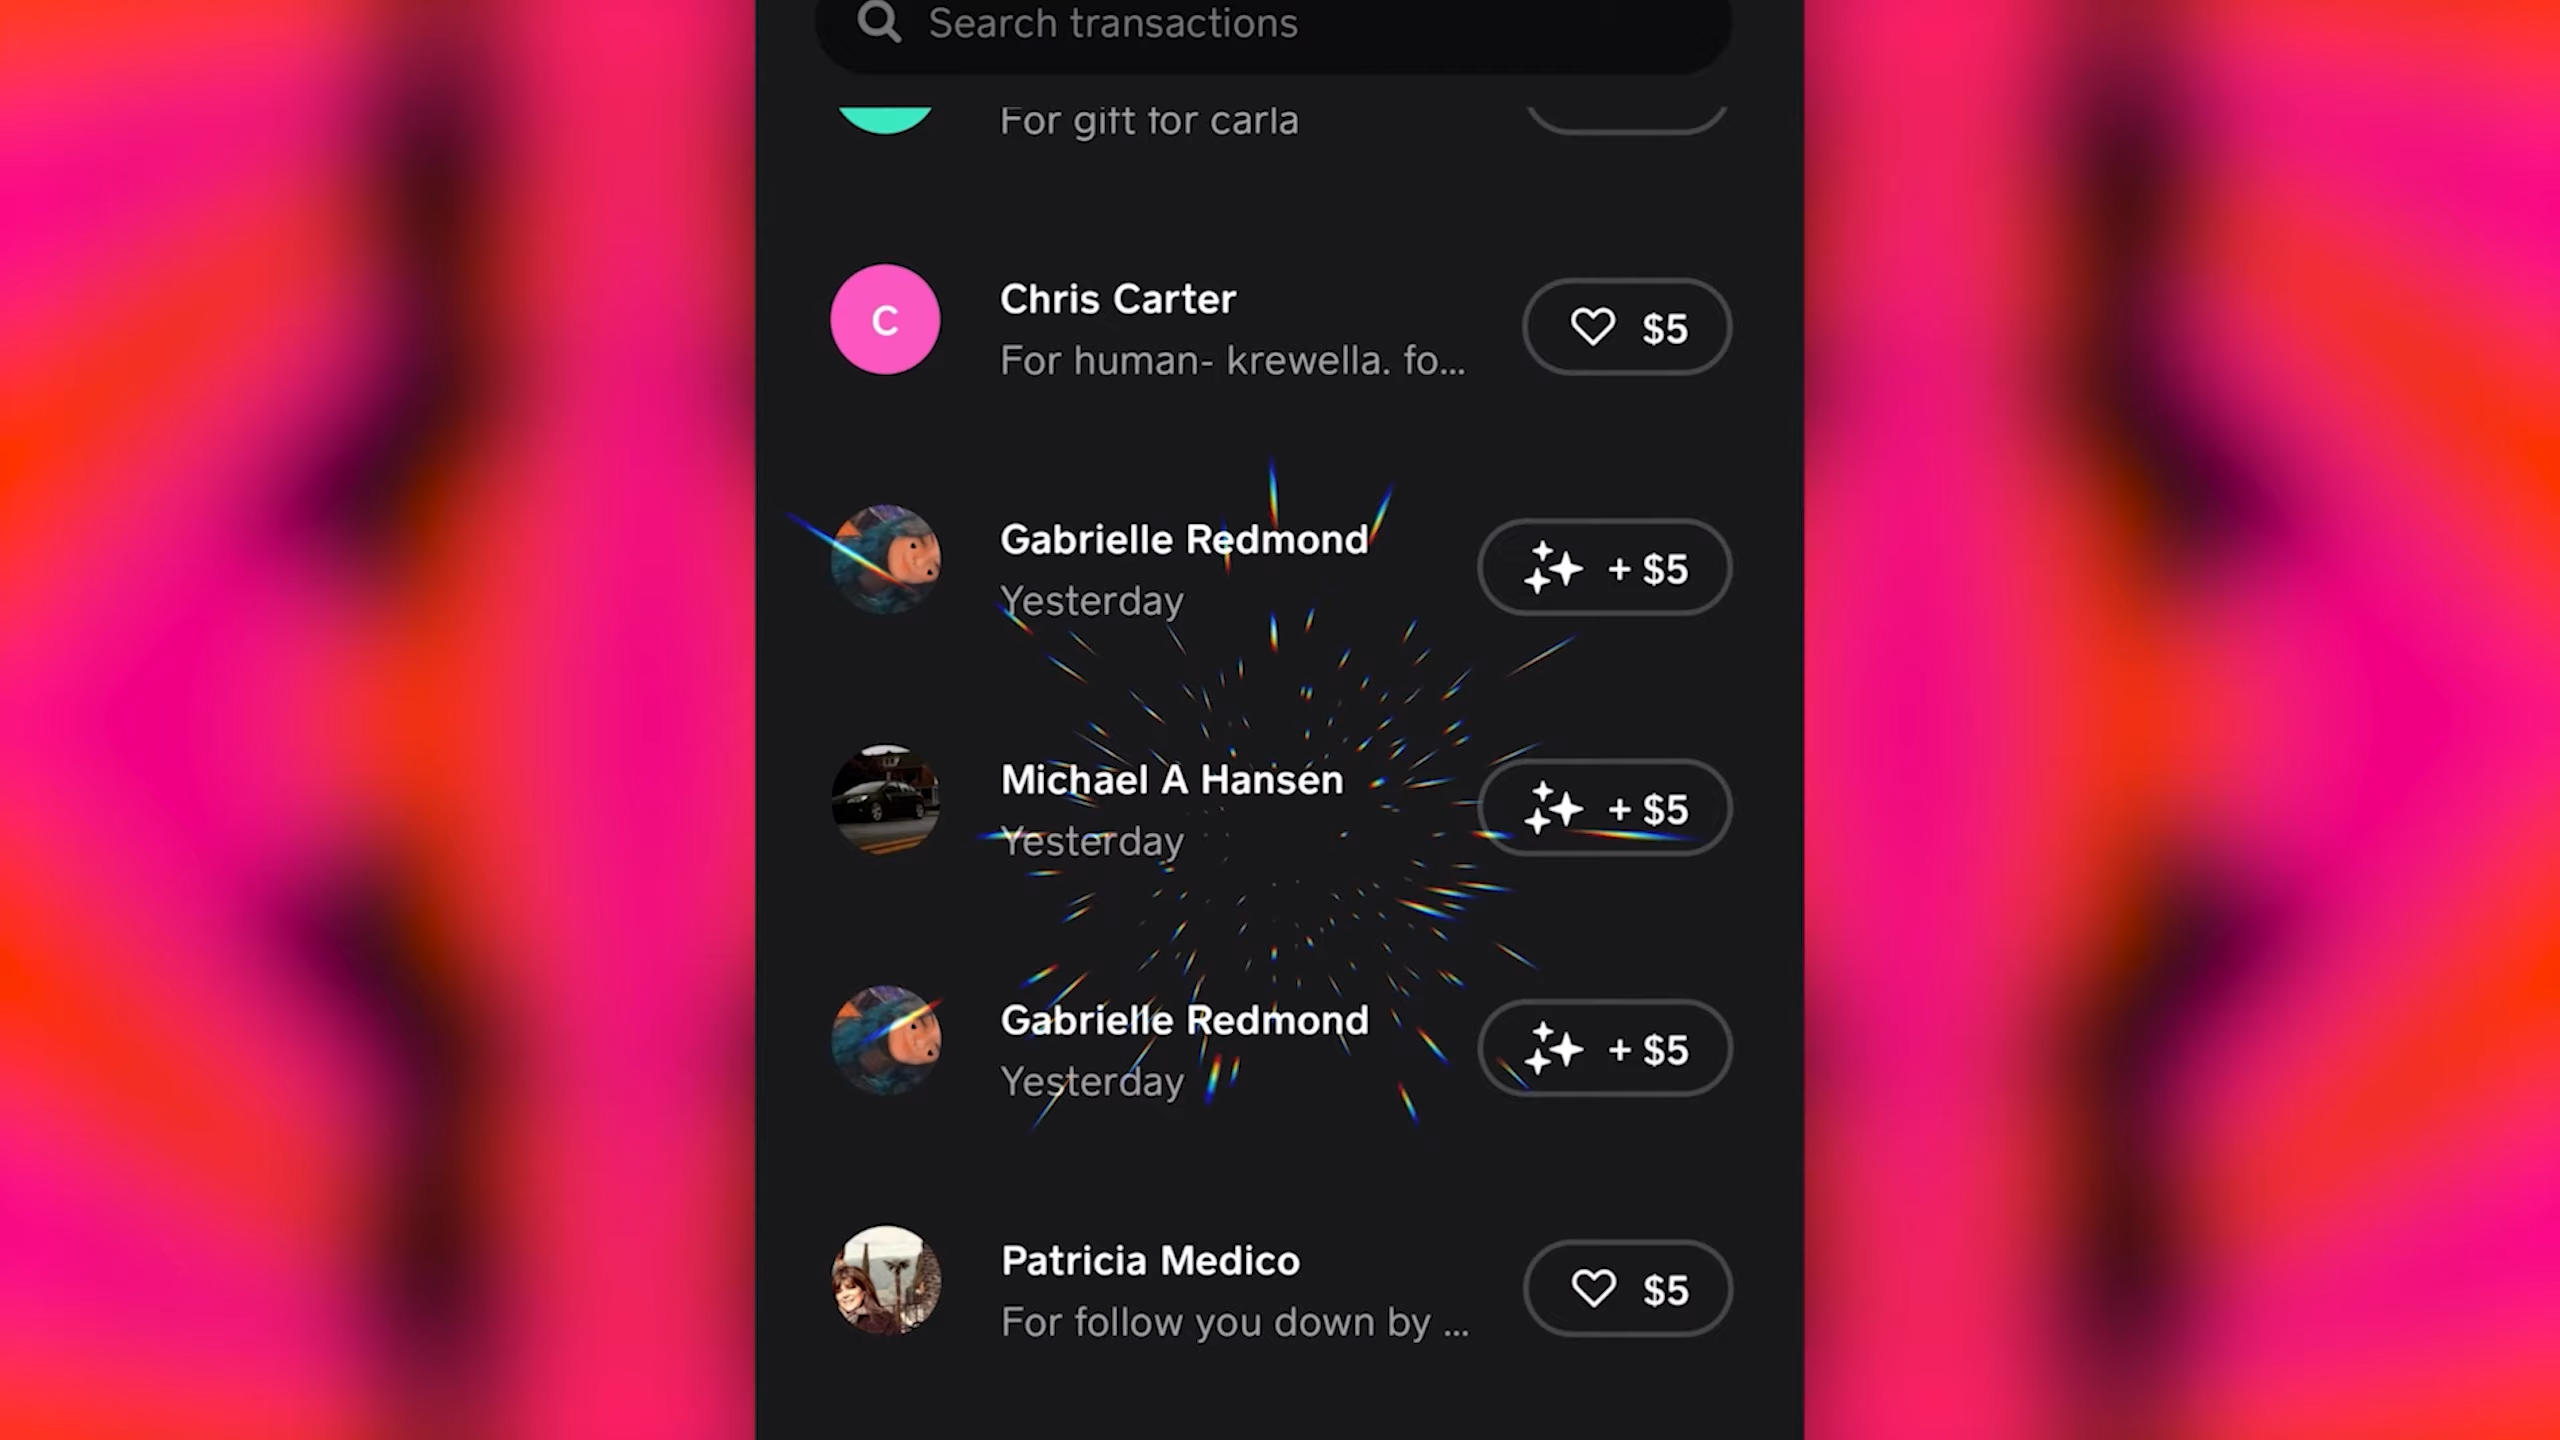 Search transactions
For gift for carla
C
Chris Carter
For human- krewella. fo...
$5
Gabrielle Redmond
Yesterday
+ $5
Michael A Hansen
Yesterday
+ $5
Gabrielle Redmond
Yesterday
+ $5
Patricia Medico
For follow you down by ...
$5